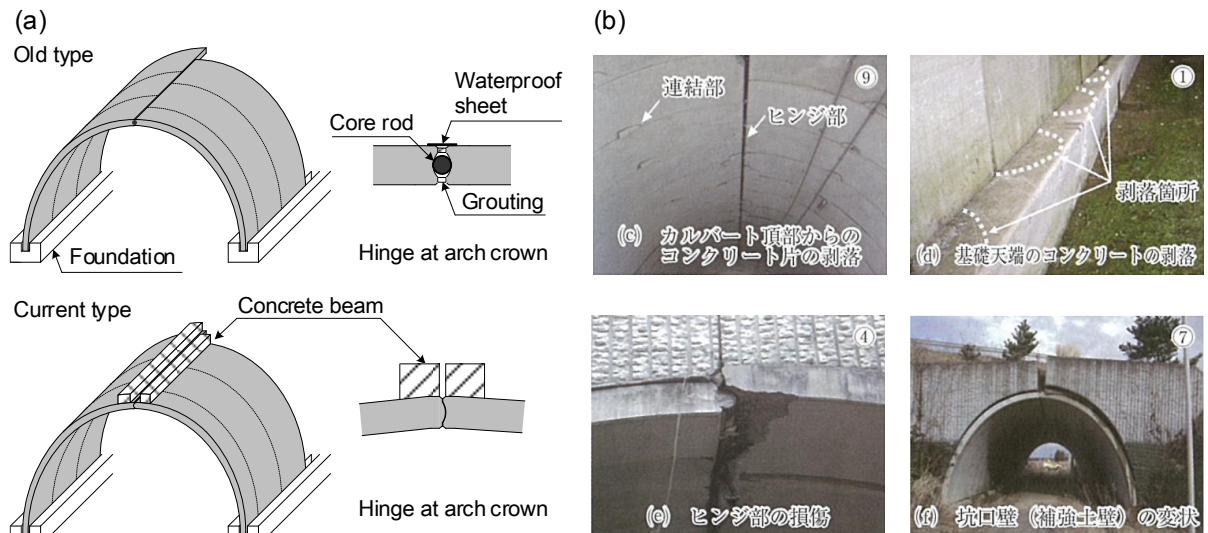 (a)
Old type
Waterproof
sheet
Core rod
Grouting
Foundation
Hinge at arch crown
Current type
Concrete beam
Hinge at arch crown
(b)
⑨
連結部
ヒンジ部
(c) カルバート頂部からの
コンクリート片の剥落
①
剥落箇所
(d) 基礎天端のコンクリートの剥落
④
(e) ヒンジ部の損傷
⑦
(f) 坑口壁（補強土壁）の変状